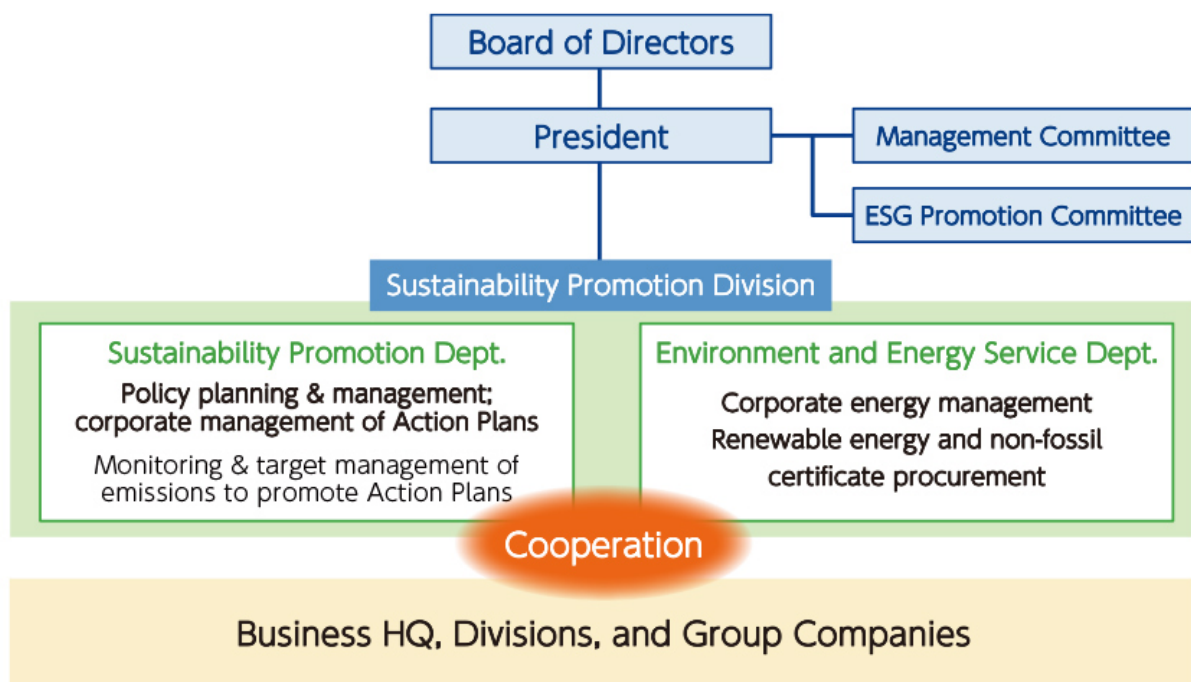 Board of Directors
President
Management Committee
ESG Promotion Committee
Sustainability Promotion Division
Sustainability Promotion Dept.
Policy planning & management;
corporate management of Action Plans
Monitoring & target management of
emissions to promote Action Plans
Environment and Energy Service Dept.
Corporate energy management
Renewable energy and non-fossil
certificate procurement
Cooperation
Business HQ, Divisions, and Group Companies